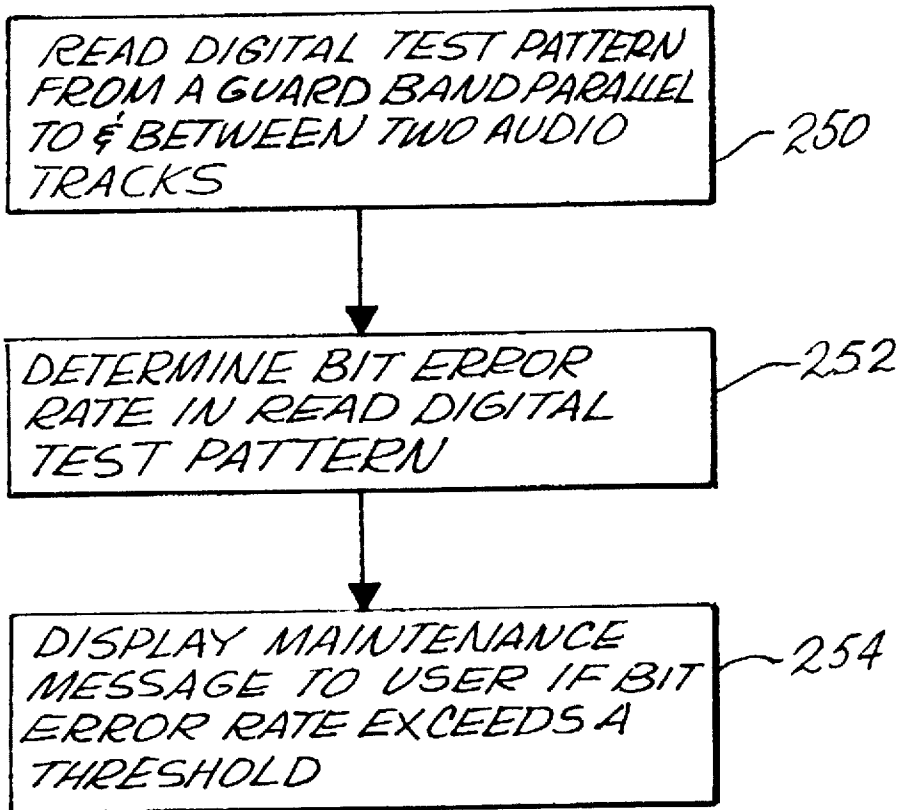 READ DIGITAL TEST PATTERN
FROM A GUARD BAND PARALLEL
TO & BETWEEN TWO AUDIO
TRACKS
250
DETERMINE BIT ERROR
RATE IN READ DIGITAL
TEST PATTERN
252
DISPLAY MAINTENANCE
MESSAGE TO USER IF BIT
ERROR RATE EXCEEDS A
THRESHOLD
254